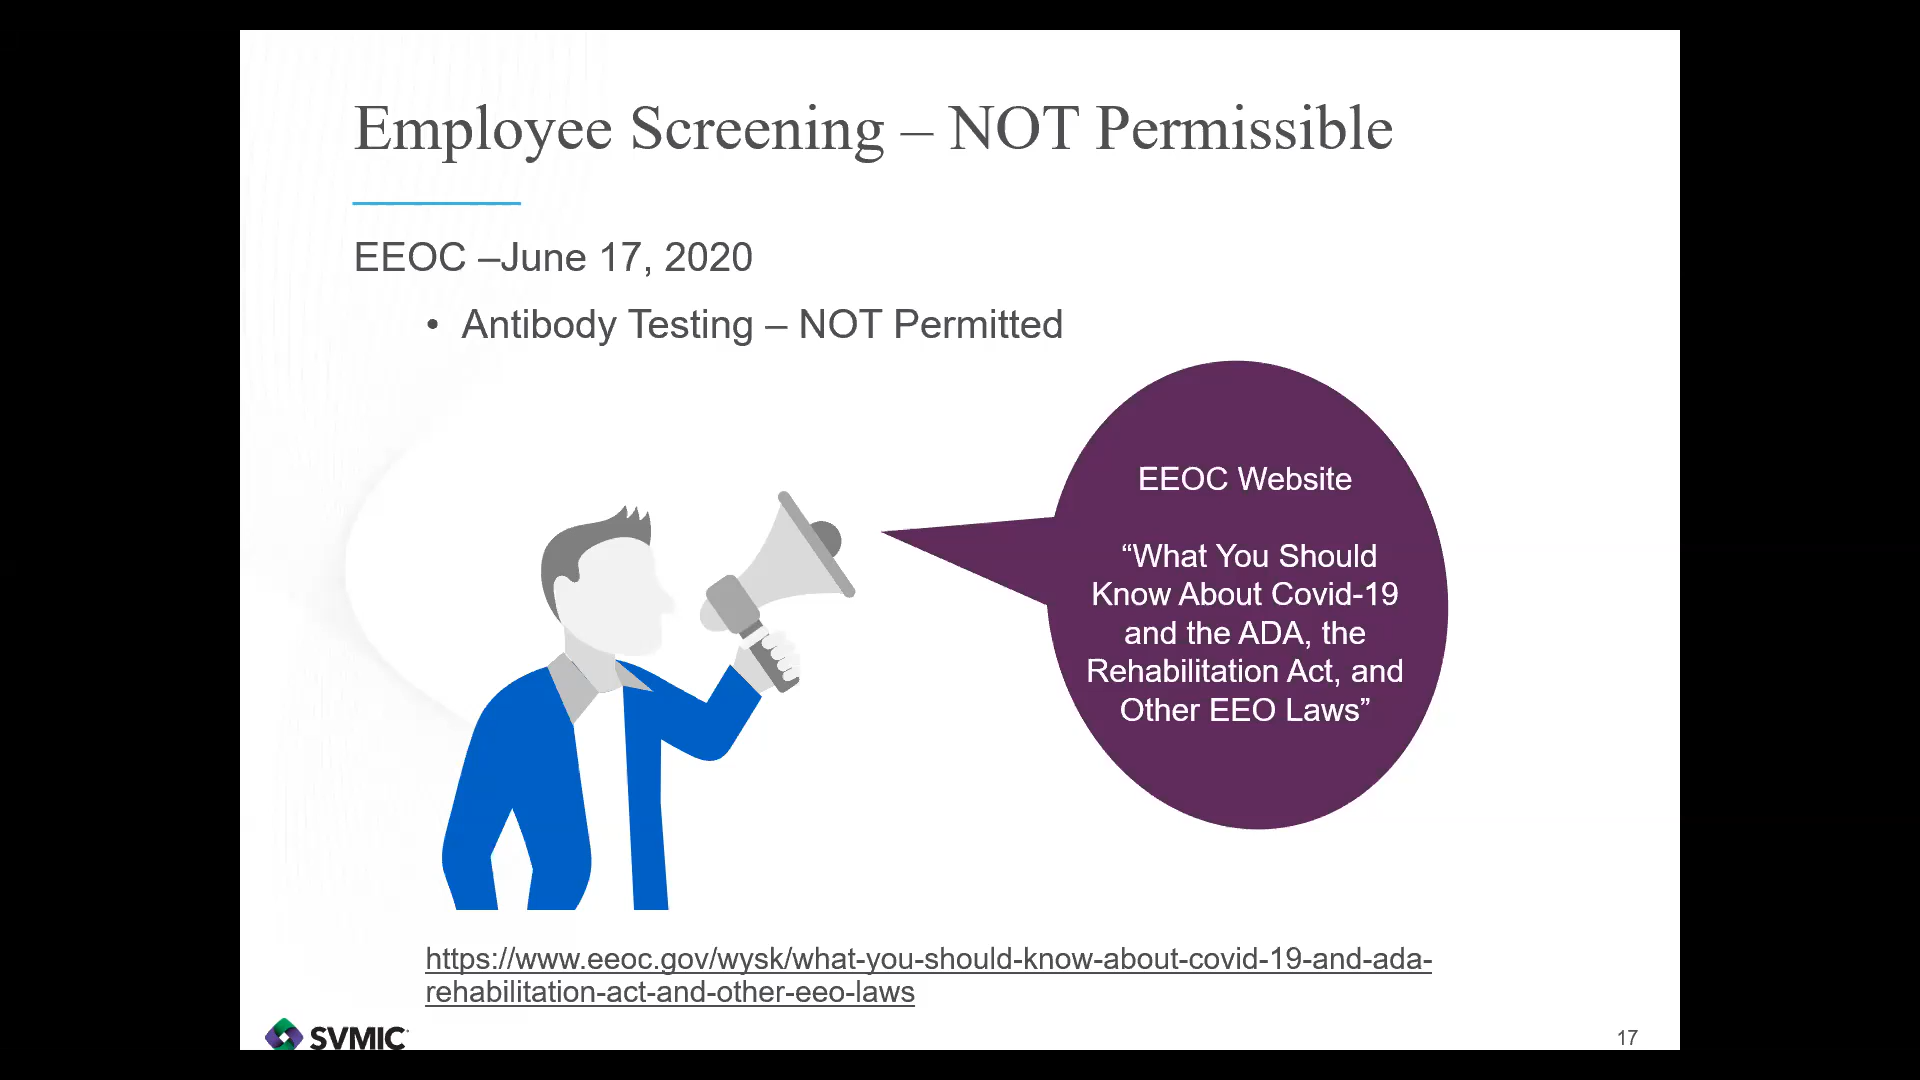 Employee Screening – NOT Permissible
EEOC –June 17, 2020
• Antibody Testing – NOT Permitted
EEOC Website
“What You Should
Know About Covid-19
and the ADA, the
Rehabilitation Act, and
Other EEO Laws”
https://www.eeoc.gov/wysk/what-you-should-know-about-covid-19-and-ada-
rehabilitation-act-and-other-eeo-laws
SVMIC
17